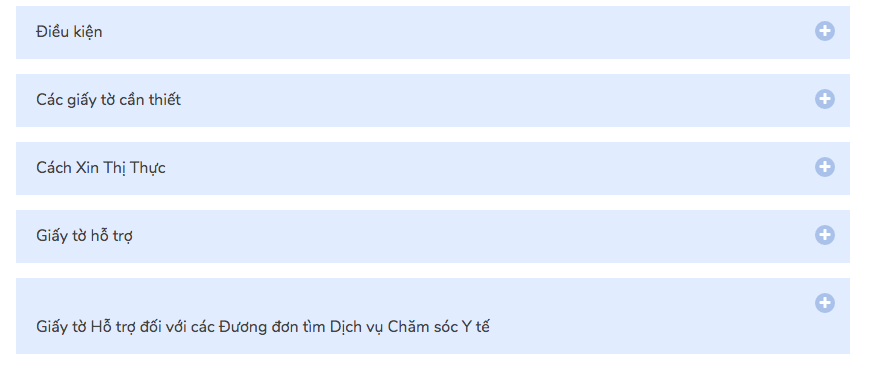 Điều kiện
Các giấy tờ cần thiết
Cách Xin Thị Thực
Giấy tờ hỗ trợ
Giấy tờ Hỗ trợ đối với các Đương đơn tìm Dịch vụ Chăm sóc Y tế